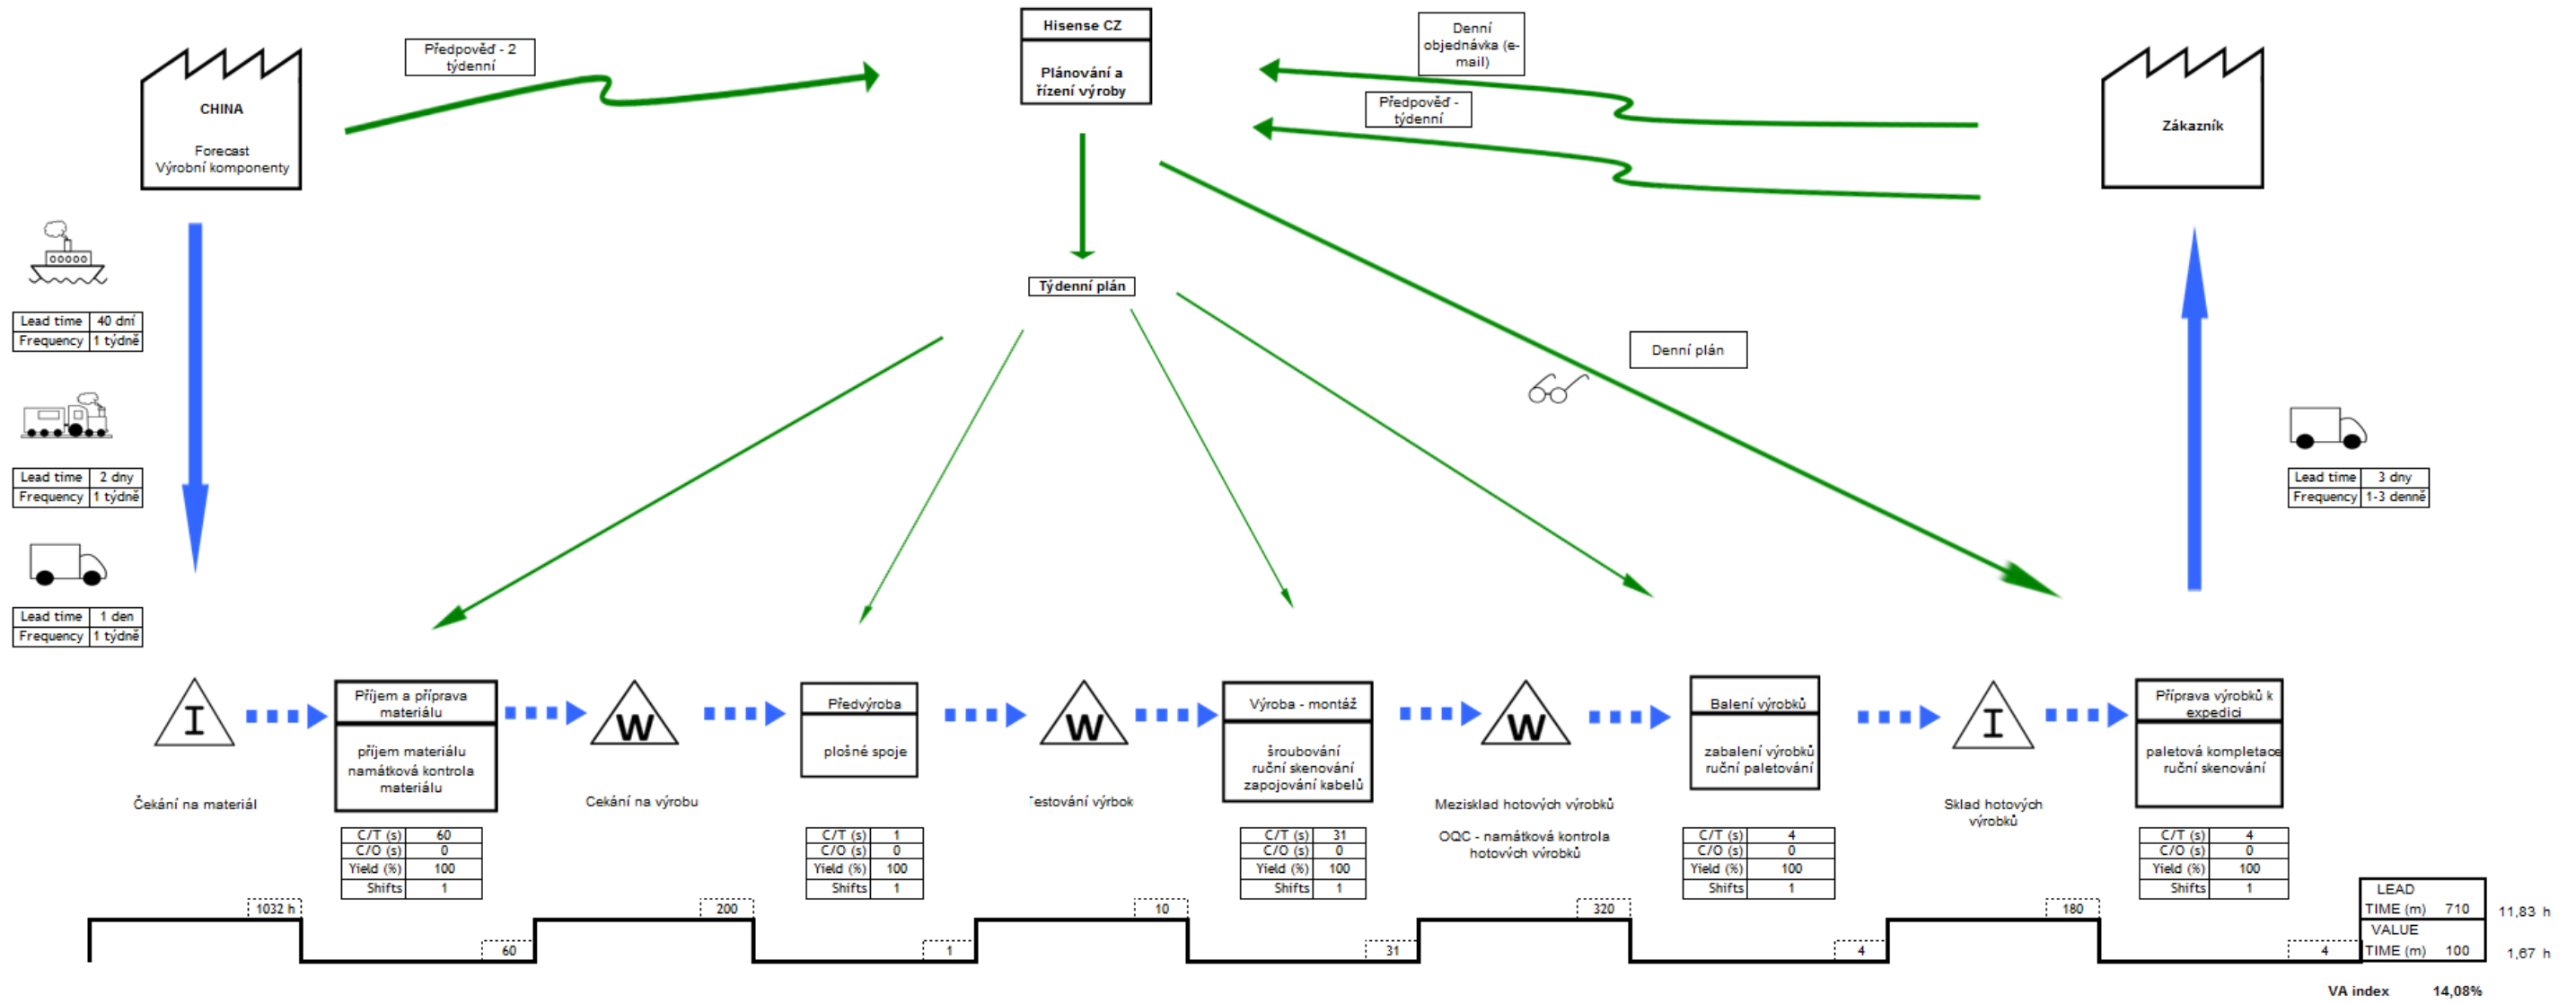 Hisense CZ
Plánování a
řízení výroby
Předpověď - 2
týdenní
Denní
objednávka (e-
mail)
Předpověď -
týdenní
CHINA
Forecast
Výrobní komponenty
Zákazník
Týdenní plán
Denní plán
Lead time 40 dní
Frequency 1 týdně
Lead time 2 dny
Frequency 1 týdně
Lead time 1 den
Frequency 1 týdně
Lead time 3 dny
Frequency 1-3 denně
I
Čekání na materiál
Příjem a příprava
materiálu
příjem materiálu
namátková kontrola
materiálu
C/T (s) 60
C/O (s) 0
Yield (%) 100
Shifts 1
W
Cekání na výrobu
Předvýroba
plošné spoje
C/T (s) 1
C/O (s) 0
Yield (%) 100
Shifts 1
W
Testování výrbok
Výroba - montáž
šroubování
ruční skenování
zapojování kabelů
C/T (s) 31
C/O (s) 0
Yield (%) 100
Shifts 1
W
Mezisklad hotových výrobků
OQC - namátková kontrola
hotových výrobků
Balení výrobků
zabalení výrobků
ruční paletování
C/T (s) 4
C/O (s) 0
Yield (%) 100
Shifts 1
I
Sklad hotových
výrobků
Příprava výrobků k
expedici
paletová kompletace
ruční skenování
C/T (s) 4
C/O (s) 0
Yield (%) 100
Shifts 1
1032 h
60
200
1
10
31
320
4
180
4
LEAD
TIME (m) 710 11,83 h
VALUE
TIME (m) 100 1,67 h
VA index 14,08%